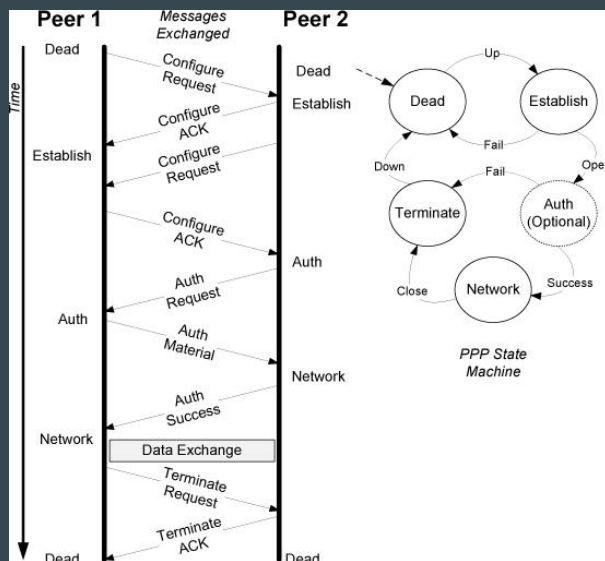 Peer 1
Messages
Exchanged
Peer 2
Time
Dead
Configure
Request
Dead
Establish
Configure
ACK
Establish
Configure
Request
Configure
ACK
Auth
Auth
Request
Auth
Auth
Material
Network
Auth
Success
Network
Data Exchange
Terminate
Request
Terminate
ACK
Dead
Dead
Up
Dead
Establish
Fail
Ope
Down
Fail
Terminate
Auth
(Optional)
Success
Close
Network
PPP State
Machine